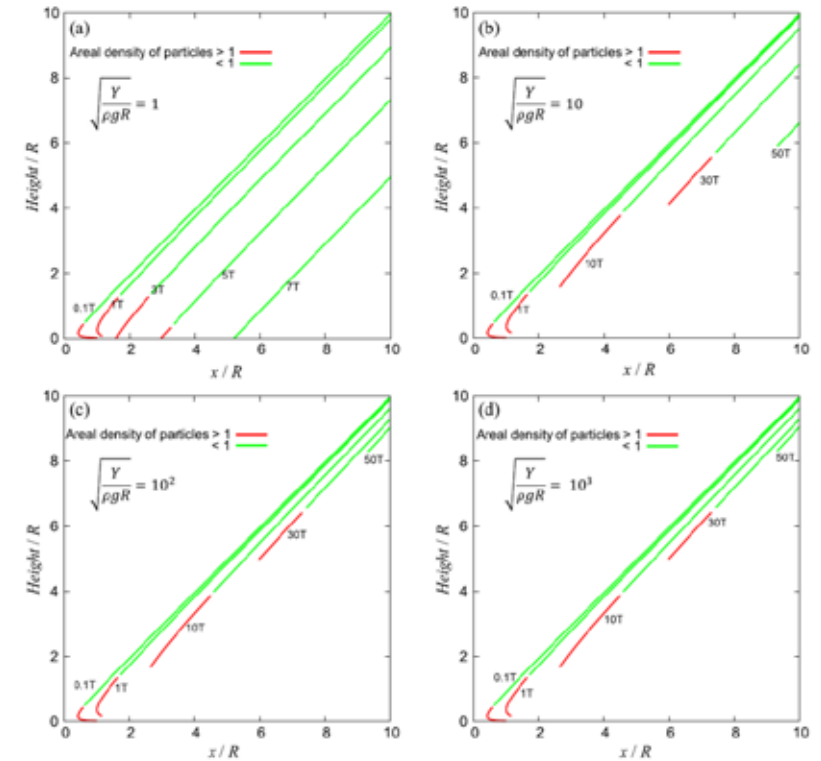 (a)
Areal density of particles > 1
< 1
√(Y/ρgR) = 1
Height / R
10
8
6
4
2
0
0.1T
1T
3T
5T
7T
0 2 4 6 8 10
x / R
(b)
Areal density of particles > 1
< 1
√(Y/ρgR) = 10
Height / R
10
8
6
4
2
0
0.1T
1T
10T
30T
50T
0 2 4 6 8 10
x / R
(c)
Areal density of particles > 1
< 1
√(Y/ρgR) = 10²
Height / R
10
8
6
4
2
0
0.1T
1T
10T
30T
50T
0 2 4 6 8 10
x / R
(d)
Areal density of particles > 1
< 1
√(Y/ρgR) = 10³
Height / R
10
8
6
4
2
0
0.1T
1T
10T
30T
50T
0 2 4 6 8 10
x / R